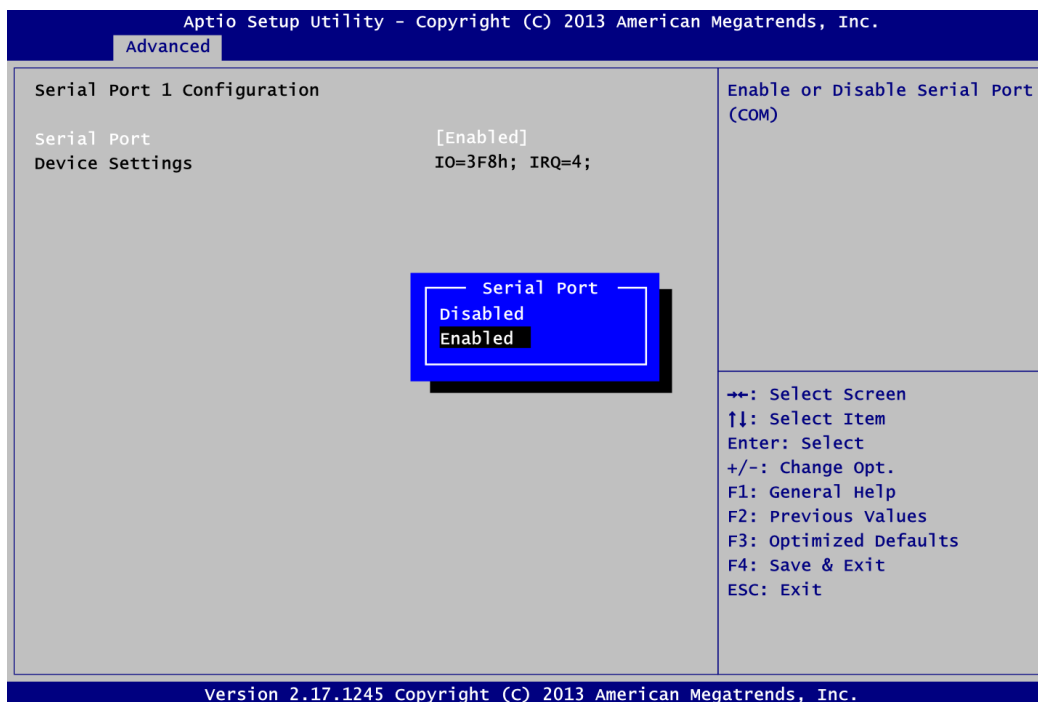 Aptio Setup Utility - Copyright (C) 2013 American Megatrends, Inc.
Advanced
Serial Port 1 Configuration
Serial Port [Enabled]
Device Settings IO=3F8h; IRQ=4;
Serial Port
Disabled
Enabled
Enable or Disable Serial Port
(COM)
→←: Select Screen
↑↓: Select Item
Enter: Select
+/-: Change Opt.
F1: General Help
F2: Previous Values
F3: Optimized Defaults
F4: Save & Exit
ESC: Exit
Version 2.17.1245 Copyright (C) 2013 American Megatrends, Inc.